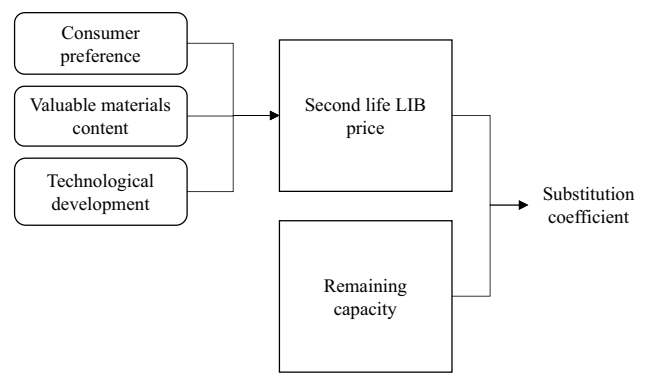 Consumer
preference
Valuable materials
content
Technological
development
Second life LIB
price
Remaining
capacity
Substitution
coefficient